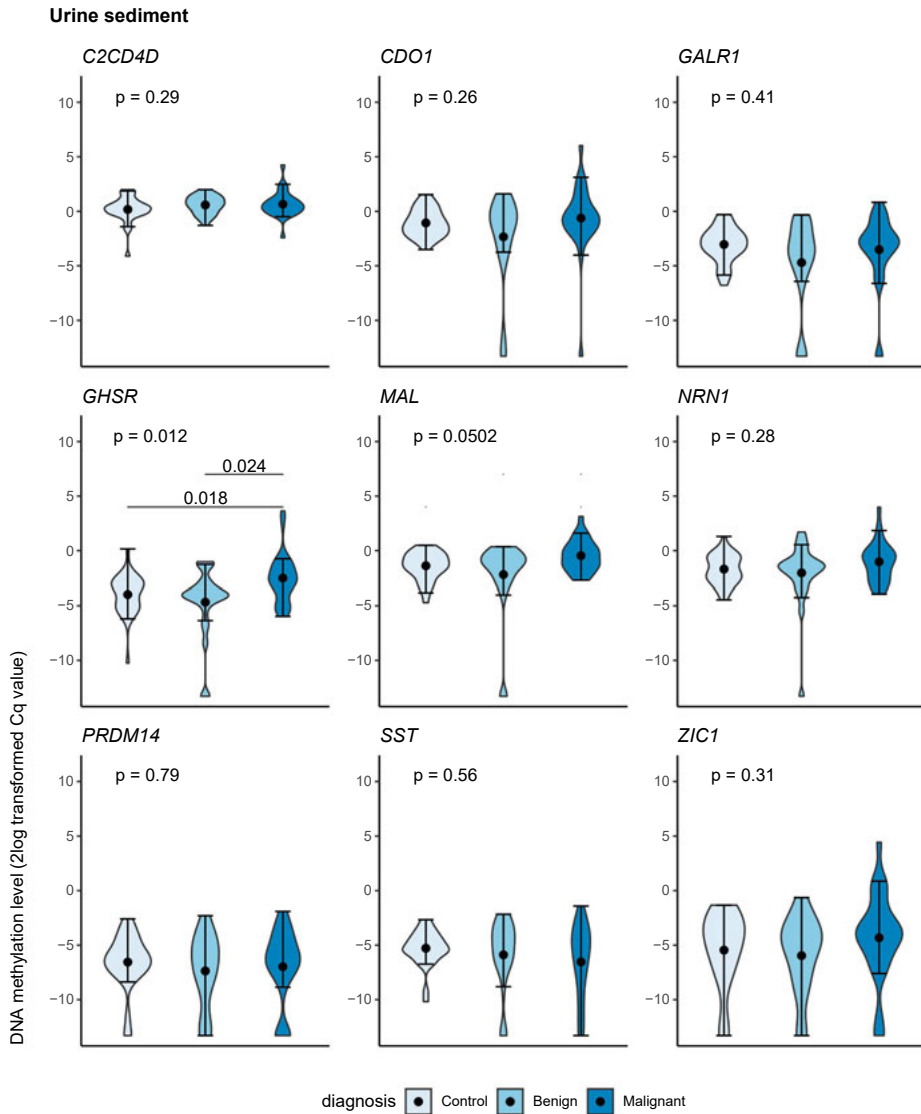 Urine sediment
C2CD4D
CDO1
GALR1
10
5
0
−5
−10
p = 0.29
10
5
0
−5
−10
p = 0.26
10
5
0
−5
−10
p = 0.41
GHSR
MAL
NRN1
10
5
0
−5
−10
p = 0.012
0.024
0.018
10
5
0
−5
−10
p = 0.0502
10
5
0
−5
−10
p = 0.28
PRDM14
SST
ZIC1
10
5
0
−5
−10
p = 0.79
10
5
0
−5
−10
p = 0.56
10
5
0
−5
−10
p = 0.31
DNA methylation level (2log transformed Cq value)
diagnosis Control Benign Malignant